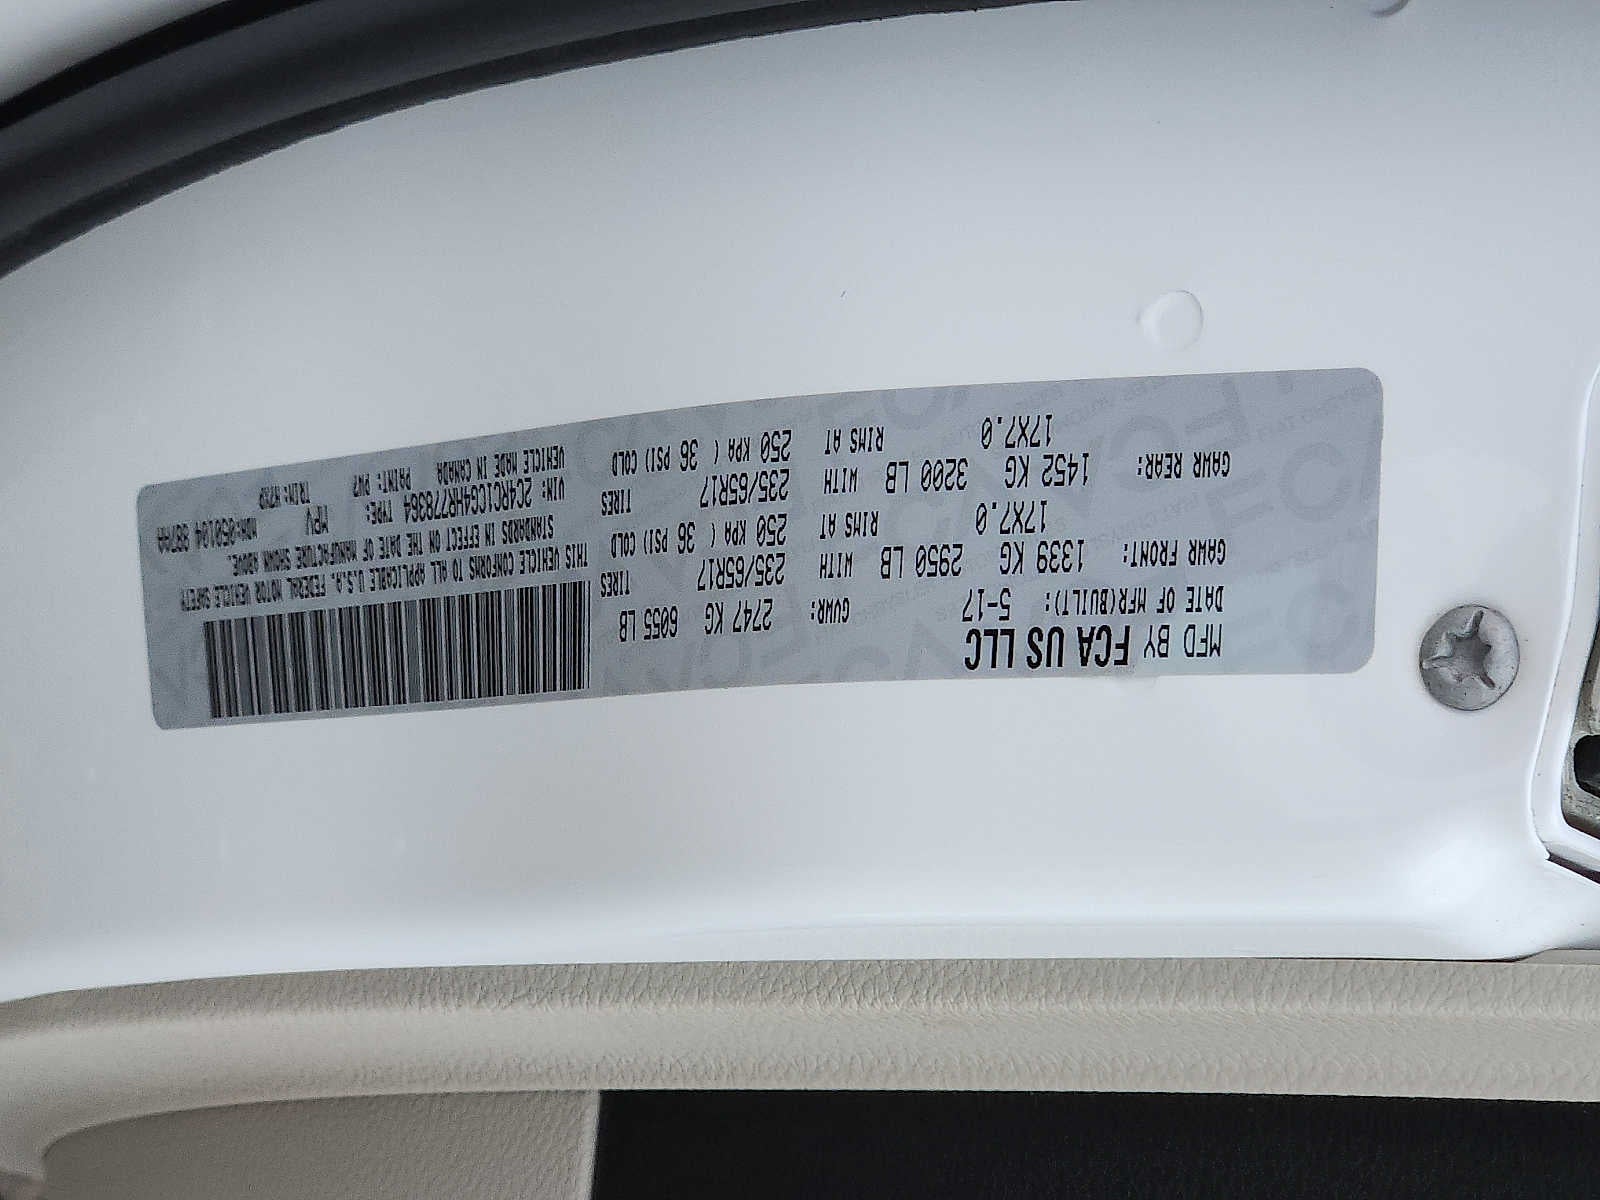 MFD BY FCA US LLC
DATE OF MFR(BUILT): 5-17 GVWR: 2747 KG 6055 LB
GAWR FRONT: 1339 KG 2950 LB WITH 235/65R17 TIRES
17X7.0 RIMS AT 250 KPA ( 36 PSI) COLD
GAWR REAR: 1452 KG 3200 LB WITH 235/65R17 TIRES
17X7.0 RIMS AT 250 KPA ( 36 PSI) COLD
THIS VEHICLE CONFORMS TO ALL APPLICABLE U.S.A. FEDERAL MOTOR VEHICLE SAFETY
STANDARDS IN EFFECT ON THE DATE OF MANUFACTURE SHOWN ABOVE.
VIN: 2C4RC1CG4HR778364 TYPE: MPV
VEHICLE MADE IN CANADA PAINT: PW7